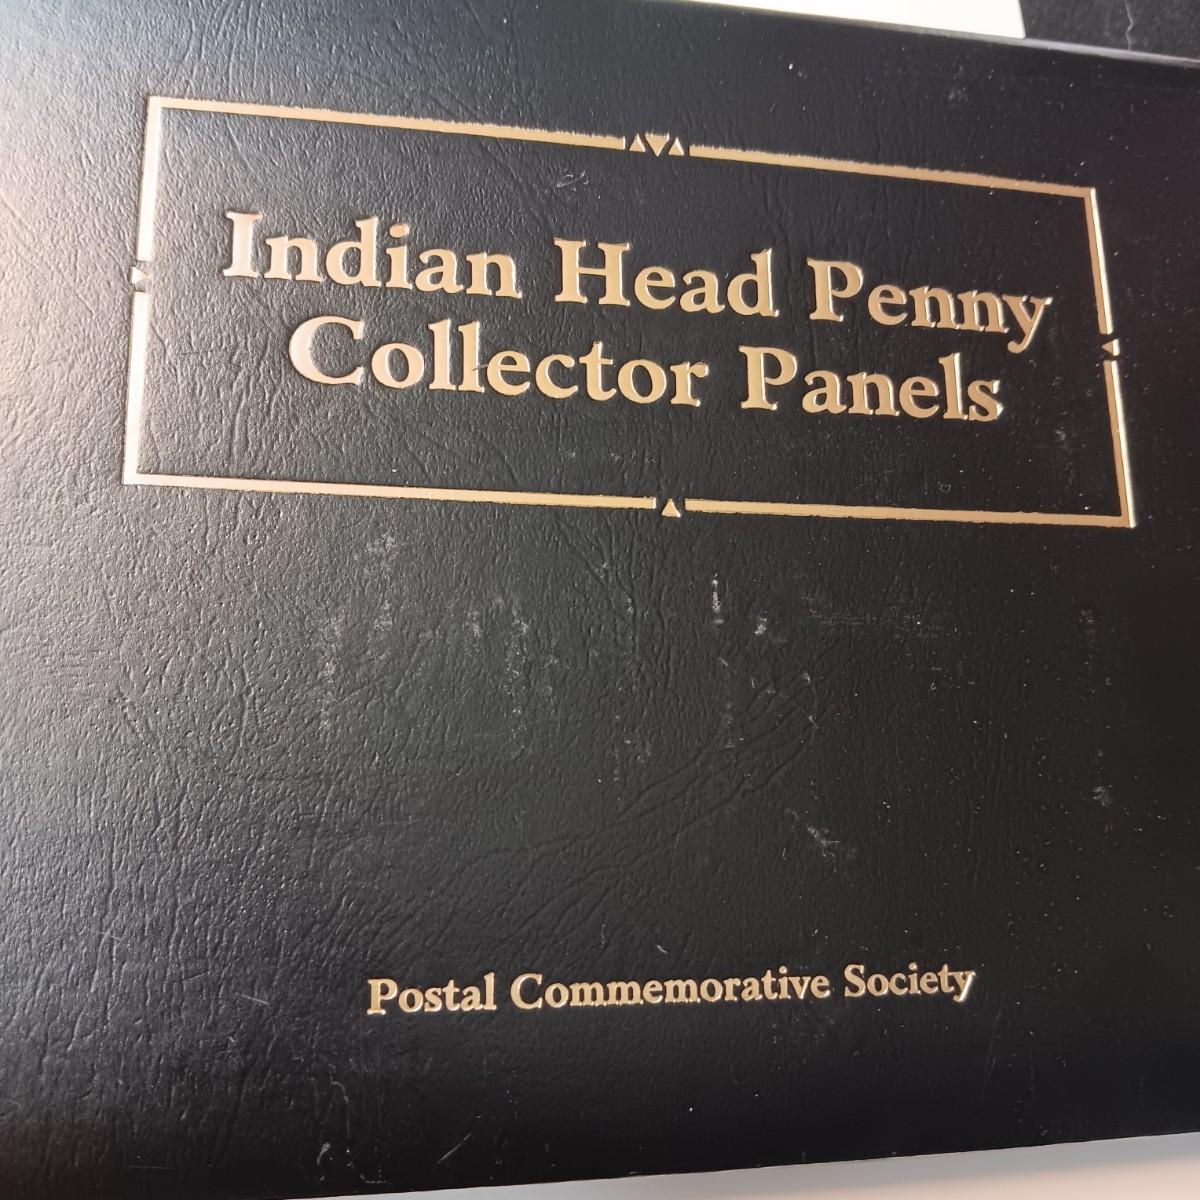 Indian Head Penny
Collector Panels
Postal Commemorative Society